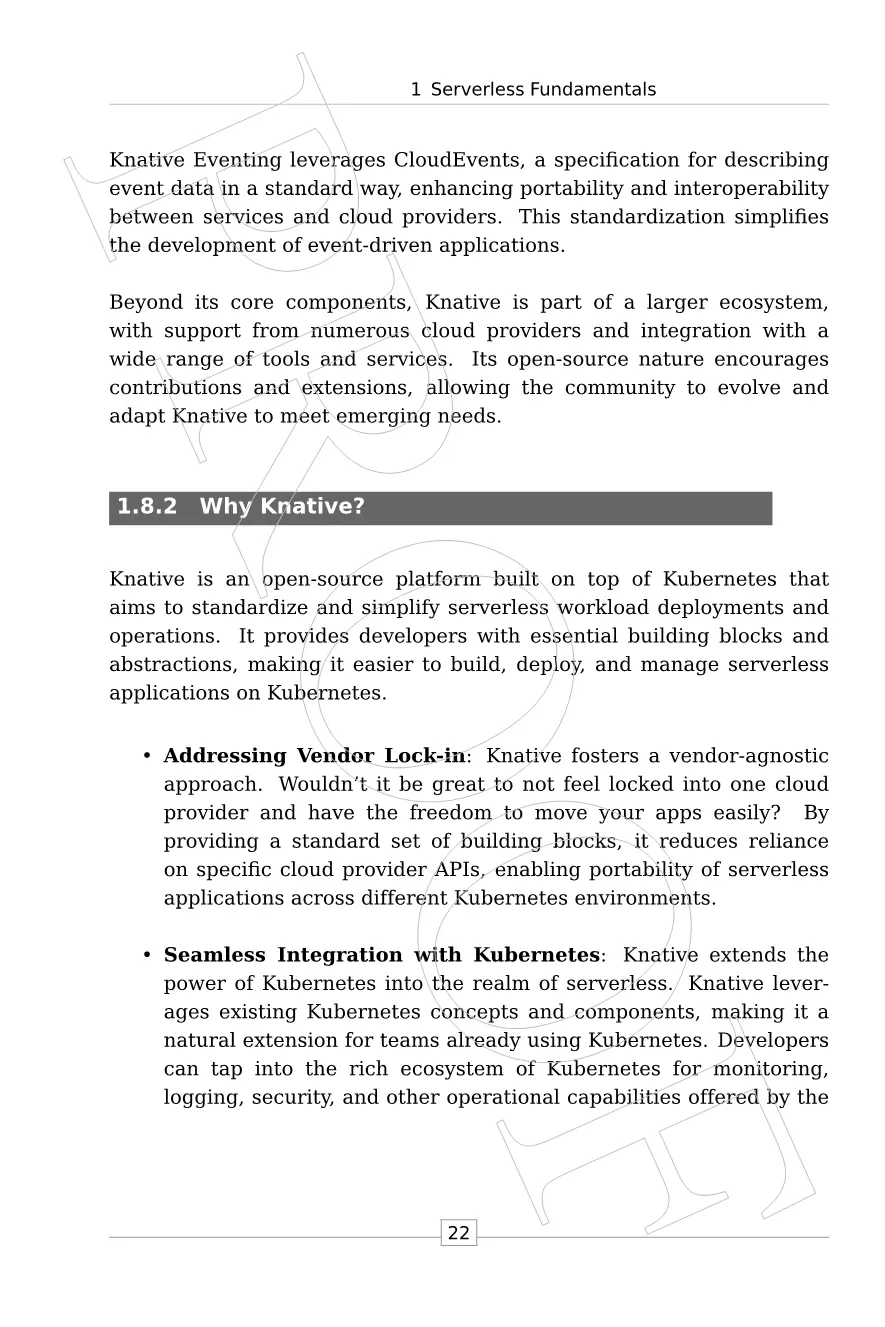 1 Serverless Fundamentals
Knative Eventing leverages CloudEvents, a specification for describing
event data in a standard way, enhancing portability and interoperability
between services and cloud providers. This standardization simplifies
the development of event-driven applications.
Beyond its core components, Knative is part of a larger ecosystem,
with support from numerous cloud providers and integration with a
wide range of tools and services. Its open-source nature encourages
contributions and extensions, allowing the community to evolve and
adapt Knative to meet emerging needs.
1.8.2 Why Knative?
Knative is an open-source platform built on top of Kubernetes that
aims to standardize and simplify serverless workload deployments and
operations. It provides developers with essential building blocks and
abstractions, making it easier to build, deploy, and manage serverless
applications on Kubernetes.
• Addressing Vendor Lock-in: Knative fosters a vendor-agnostic
approach. Wouldn’t it be great to not feel locked into one cloud
provider and have the freedom to move your apps easily? By
providing a standard set of building blocks, it reduces reliance
on specific cloud provider APIs, enabling portability of serverless
applications across different Kubernetes environments.
• Seamless Integration with Kubernetes: Knative extends the
power of Kubernetes into the realm of serverless. Knative lever-
ages existing Kubernetes concepts and components, making it a
natural extension for teams already using Kubernetes. Developers
can tap into the rich ecosystem of Kubernetes for monitoring,
logging, security, and other operational capabilities offered by the
22
PROOF